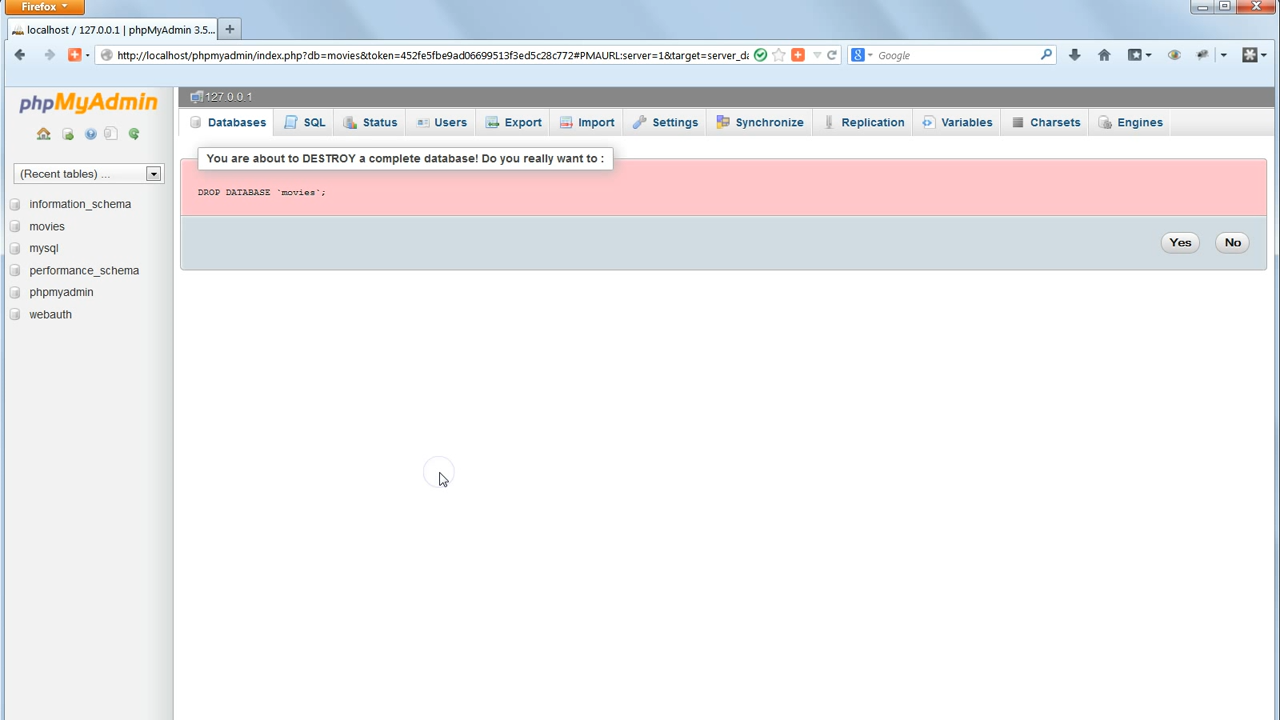 Firefox
localhost / 127.0.0.1 | phpMyAdmin 3.5...
http://localhost/phpmyadmin/index.php?db=movies&token=452fe5fbe9ad06699513f3ed5c28c772#PMAURL:server=1&target=server_da
Google
phpMyAdmin
127.0.0.1
Databases SQL Status Users Export Import Settings Synchronize Replication Variables Charsets Engines
(Recent tables) ...
information_schema
movies
mysql
performance_schema
phpmyadmin
webauth
You are about to DESTROY a complete database! Do you really want to :
DROP DATABASE `movies`;
Yes No